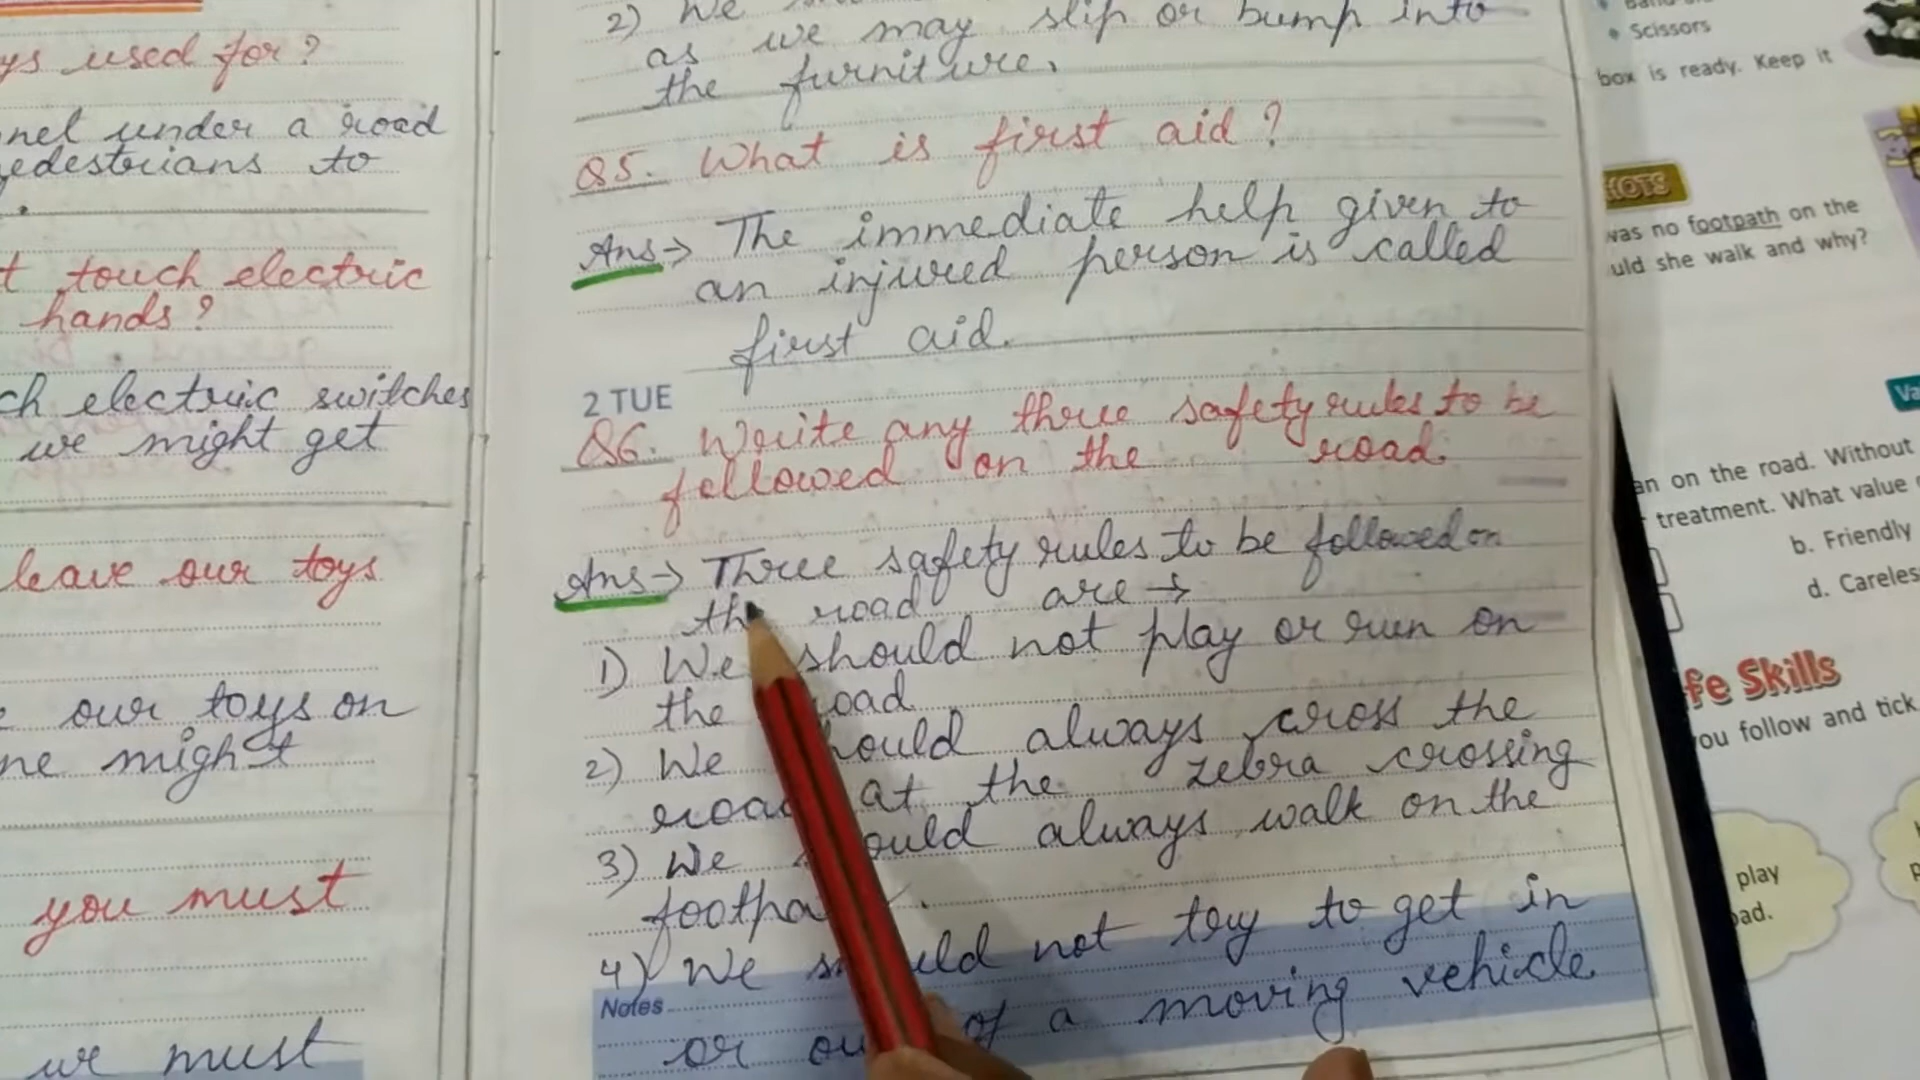 ys used for?
nel under a road
edestrians to
t touch electric
hands?
ch electric switches
we might get
leave our toys
our toys on
ne might
you must
we must
2) We
as we may slip or bump into
the furniture.
Q5. What is first aid?
Ans→ The immediate help given to
an injured person is called
first aid.
2 TUE
Q6. Write any three safety rules to be
followed on the road.
Ans→ Three safety rules to be followed on
the road are →
1) We should not play or run on
the road
2) We should always cross the
road at the zebra crossing
3) We should always walk on the
footpa
4) We should not try to get in
Notes
or out of a moving vehicle
Scissors
box is ready. Keep it
HOTS
was no footpath on the
uld she walk and why?
Va
an on the road. Without
treatment. What value
b. Friendly
d. Careles
fe Skills
ou follow and tick
play
oad.